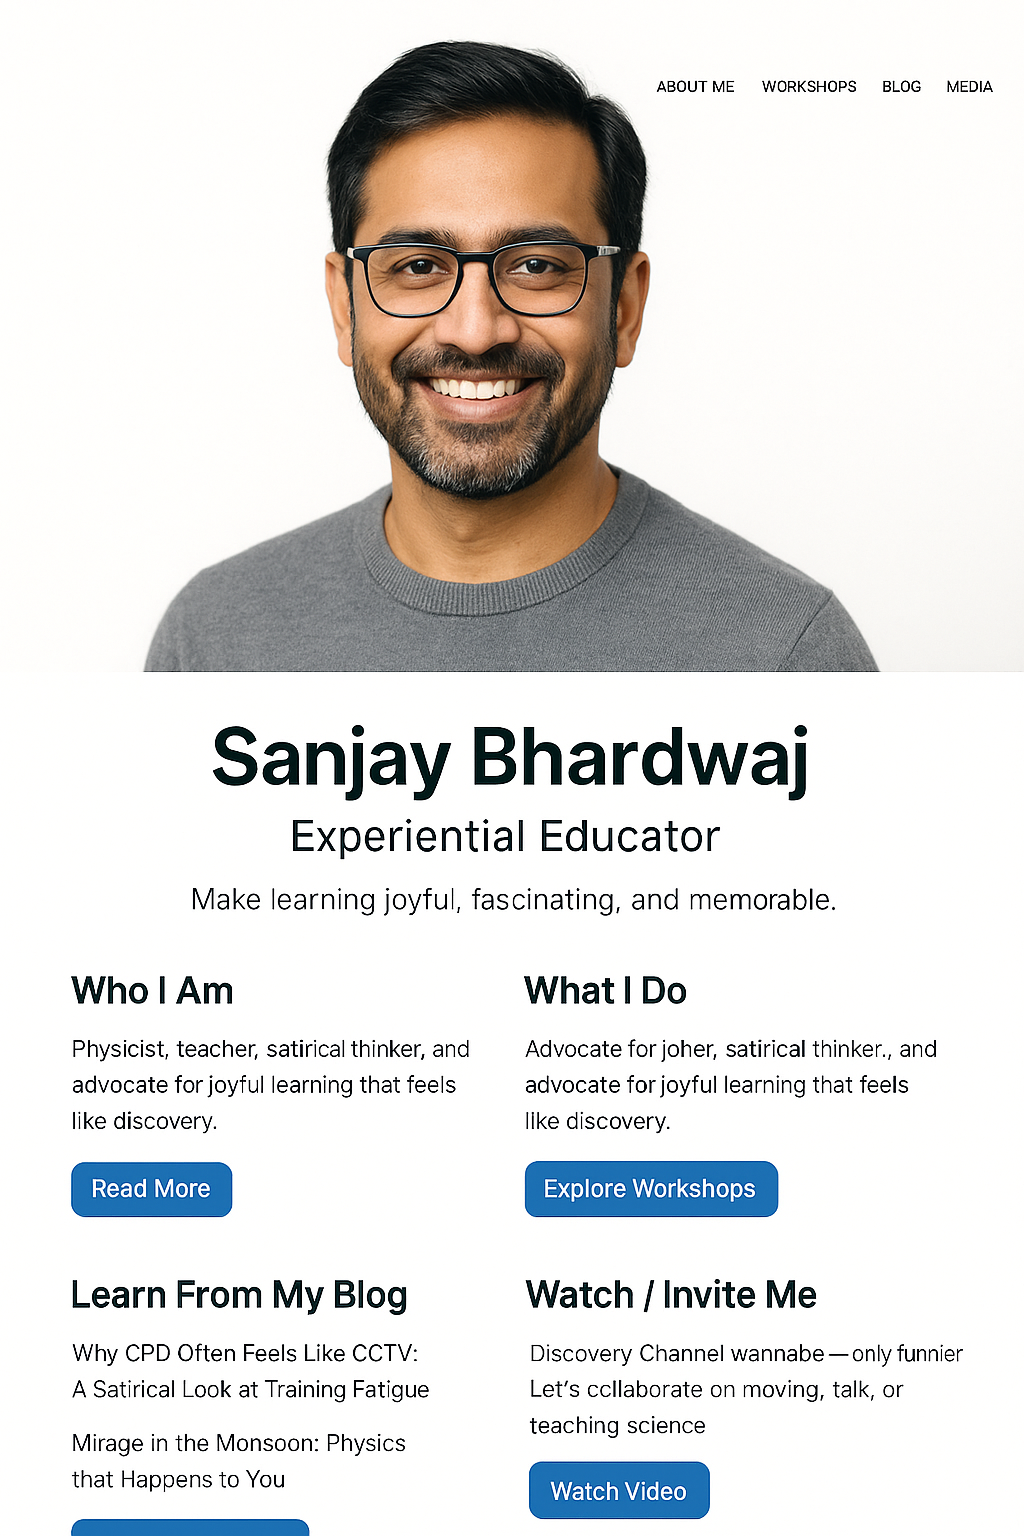 ABOUT ME WORKSHOPS BLOG MEDIA
Sanjay Bhardwaj
Experiential Educator
Make learning joyful, fascinating, and memorable.
Who I Am
Physicist, teacher, satirical thinker, and
advocate for joyful learning that feels
like discovery.
Read More
What I Do
Advocate for joher, satirical thinker., and
advocate for joyful learning that feels
like discovery.
Explore Workshops
Learn From My Blog
Why CPD Often Feels Like CCTV:
A Satirical Look at Training Fatigue
Mirage in the Monsoon: Physics
that Happens to You
Watch / Invite Me
Discovery Channel wannabe—only funnier
Let's ccllaborate on moving, talk, or
teaching science
Watch Video